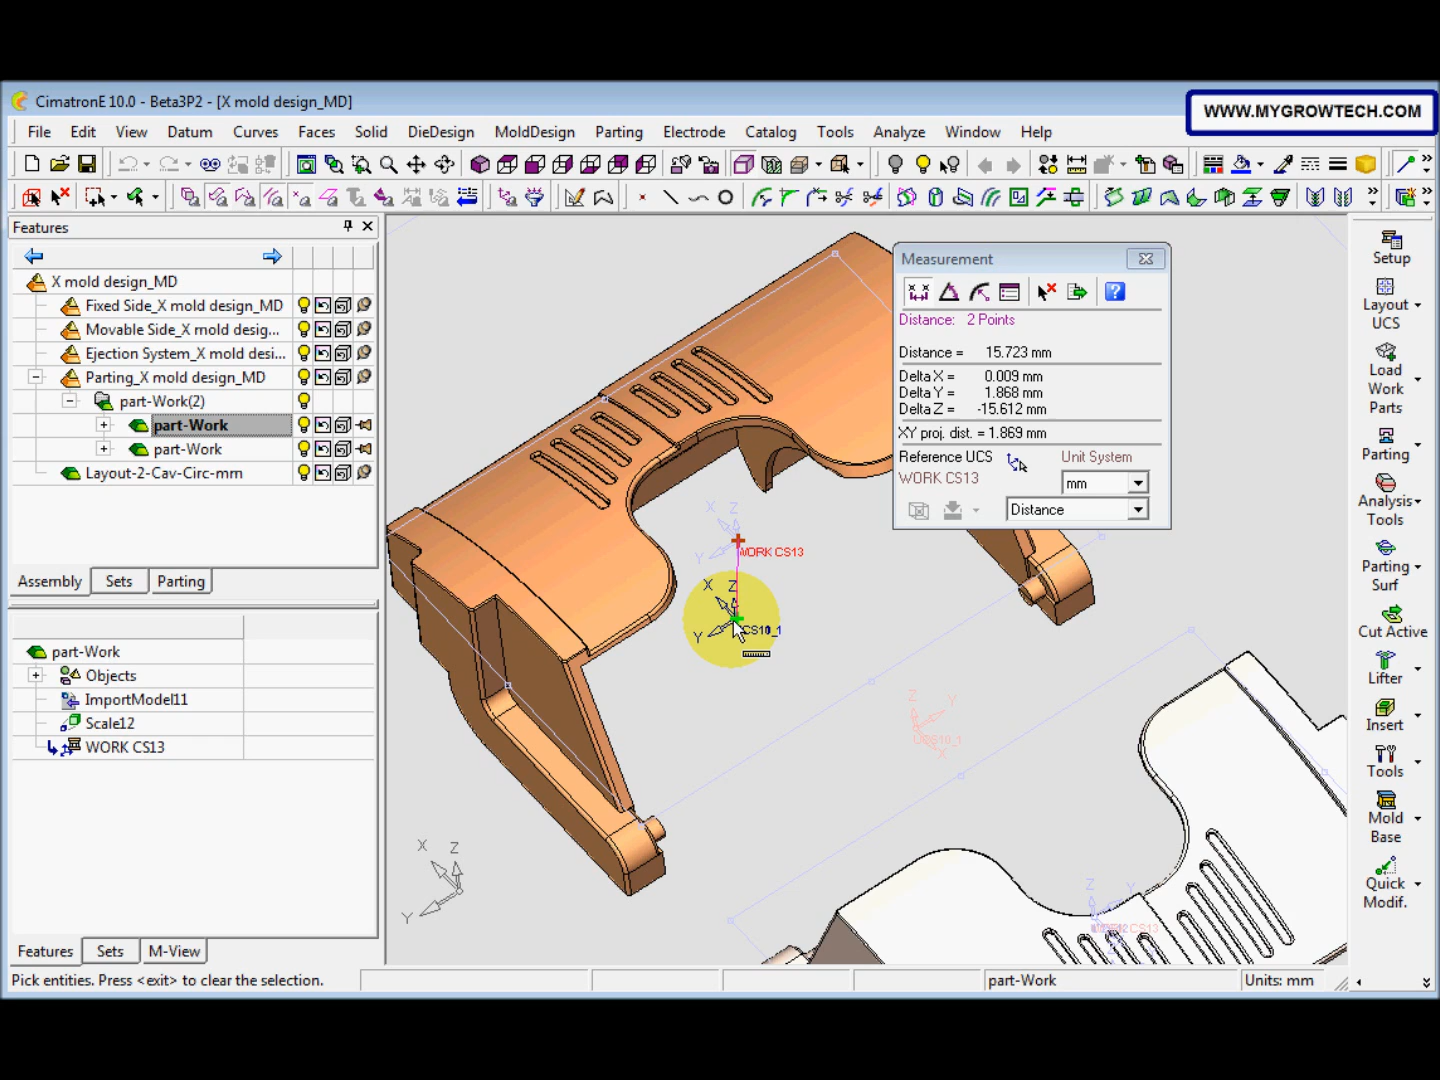 CimatronE 10.0 - Beta3P2 - [X mold design_MD]
WWW.MYGROWTECH.COM
File Edit View Datum Curves Faces Solid DieDesign MoldDesign Parting Electrode Catalog Tools Analyze Window Help
Features
X mold design_MD
Fixed Side_X mold design_MD
Movable Side_X mold desig...
Ejection System_X mold desi...
Parting_X mold design_MD
part-Work(2)
part-Work
part-Work
Layout-2-Cav-Circ-mm
Assembly Sets Parting
part-Work
Objects
ImportModel11
Scale12
WORK CS13
Features Sets M-View
Pick entities. Press <exit> to clear the selection.
part-Work
Units: mm
Measurement
Distance: 2 Points
Distance = 15.723 mm
Delta X = 0.009 mm
Delta Y = 1.868 mm
Delta Z = -15.612 mm
XY proj. dist. = 1.869 mm
Reference UCS Unit System
WORK CS13
mm
Distance
X Z
Y
WORK CS13
X Z
Y
CS10_1
Z Y
UCS10_1
X
X Z
Y
Z Y
Setup
Layout
UCS
Load
Work
Parts
Parting
Analysis
Tools
Parting
Surf
Cut Active
Lifter
Insert
Tools
Mold
Base
Quick
Modif.